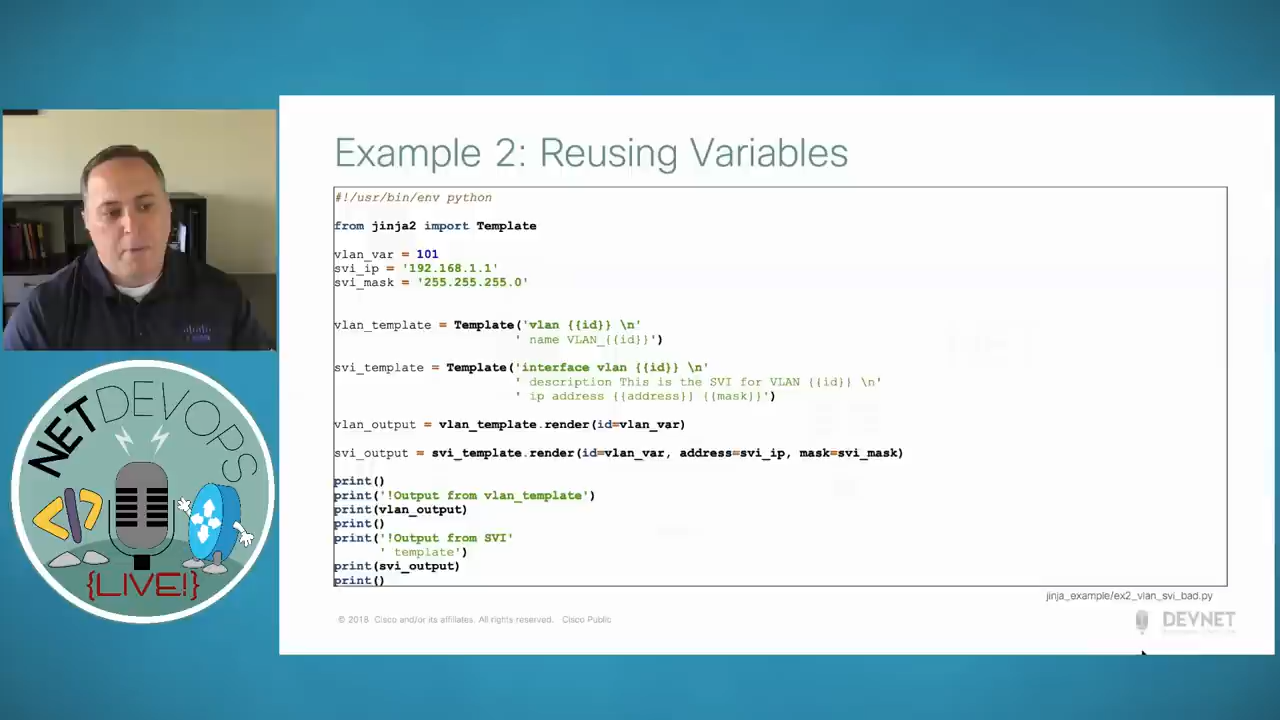 Example 2: Reusing Variables
#!/usr/bin/env python
from jinja2 import Template
vlan_var = 101
svi_ip = '192.168.1.1'
svi_mask = '255.255.255.0'
vlan_template = Template('vlan {{id}} \n'
' name VLAN_{{id}}')
svi_template = Template('interface vlan {{id}} \n'
' description This is the SVI for VLAN {{id}} \n'
' ip address {{address}} {{mask}}')
vlan_output = vlan_template.render(id=vlan_var)
svi_output = svi_template.render(id=vlan_var, address=svi_ip, mask=svi_mask)
print()
print('!Output from vlan_template')
print(vlan_output)
print()
print('!Output from SVI'
' template')
print(svi_output)
print()
jinja_example/ex2_vlan_svi_bad.py
© 2018 Cisco and/or its affiliates. All rights reserved. Cisco Public
DEVNET
NETDEVOPS
</>
{LIVE!}